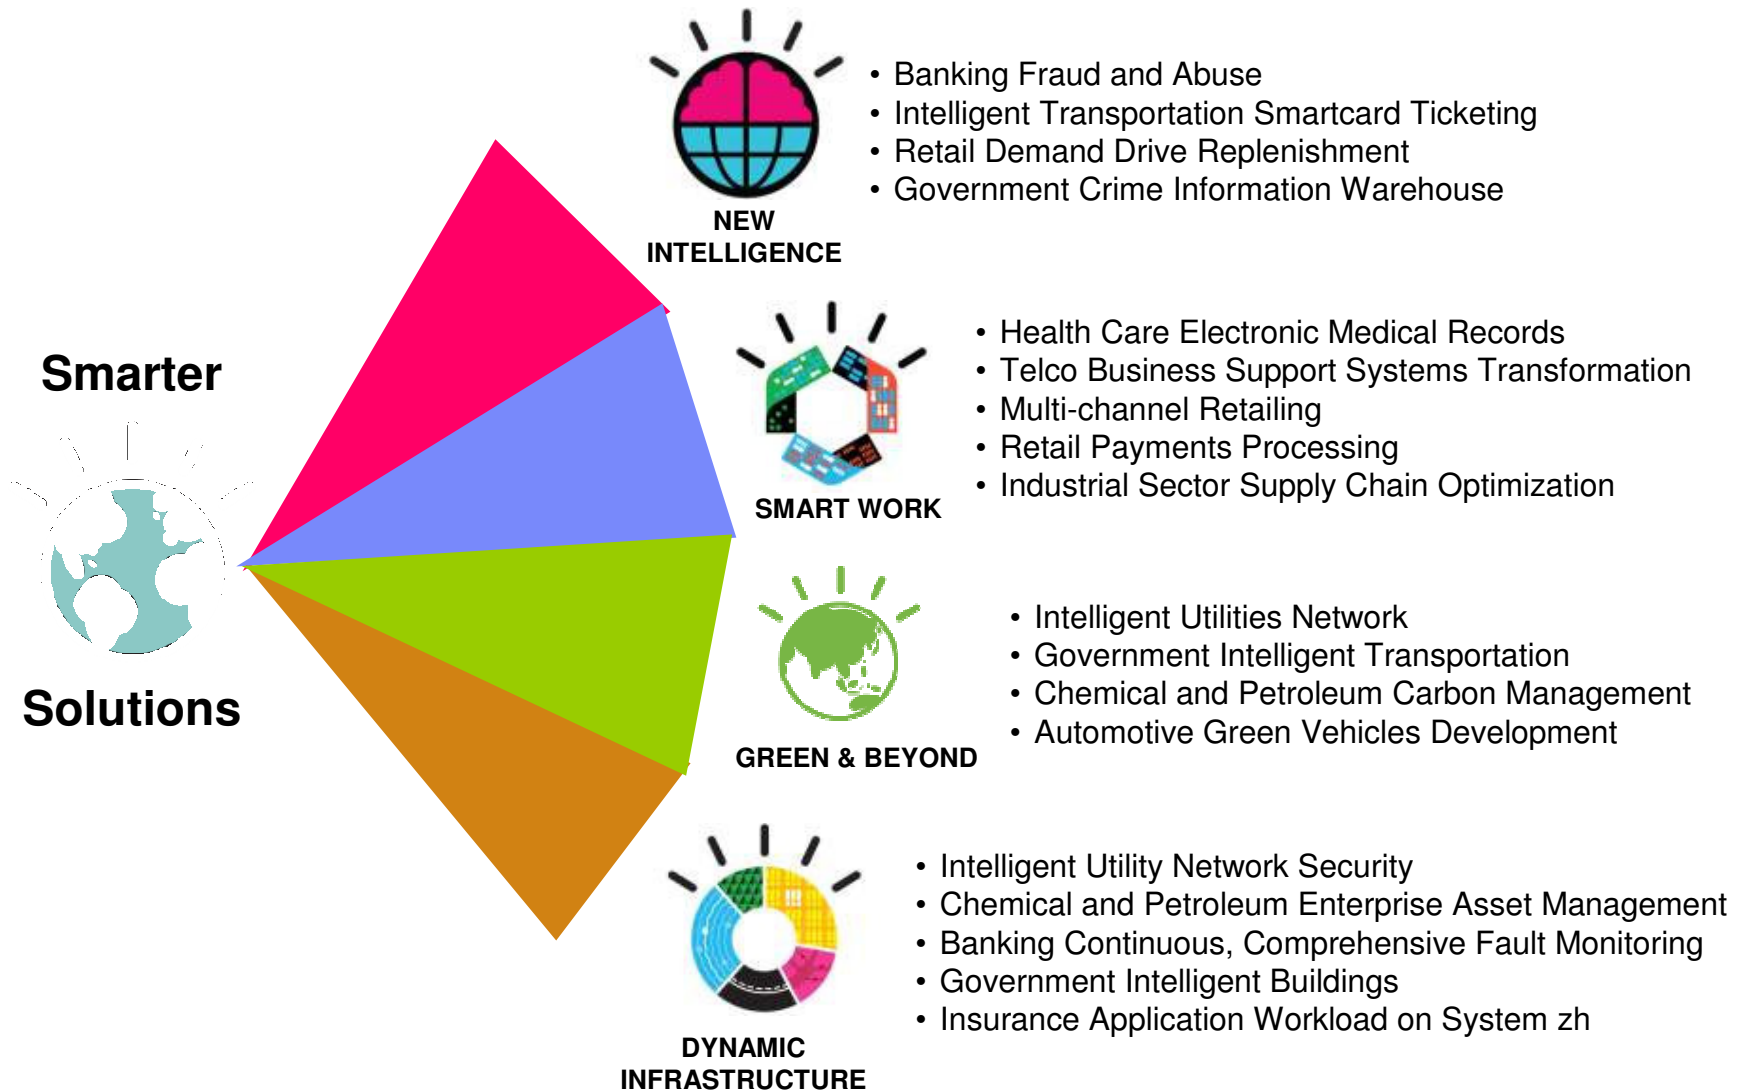 Smarter
Solutions
NEW
INTELLIGENCE
• Banking Fraud and Abuse
• Intelligent Transportation Smartcard Ticketing
• Retail Demand Drive Replenishment
• Government Crime Information Warehouse
SMART WORK
• Health Care Electronic Medical Records
• Telco Business Support Systems Transformation
• Multi-channel Retailing
• Retail Payments Processing
• Industrial Sector Supply Chain Optimization
GREEN & BEYOND
• Intelligent Utilities Network
• Government Intelligent Transportation
• Chemical and Petroleum Carbon Management
• Automotive Green Vehicles Development
DYNAMIC
INFRASTRUCTURE
• Intelligent Utility Network Security
• Chemical and Petroleum Enterprise Asset Management
• Banking Continuous, Comprehensive Fault Monitoring
• Government Intelligent Buildings
• Insurance Application Workload on System zh